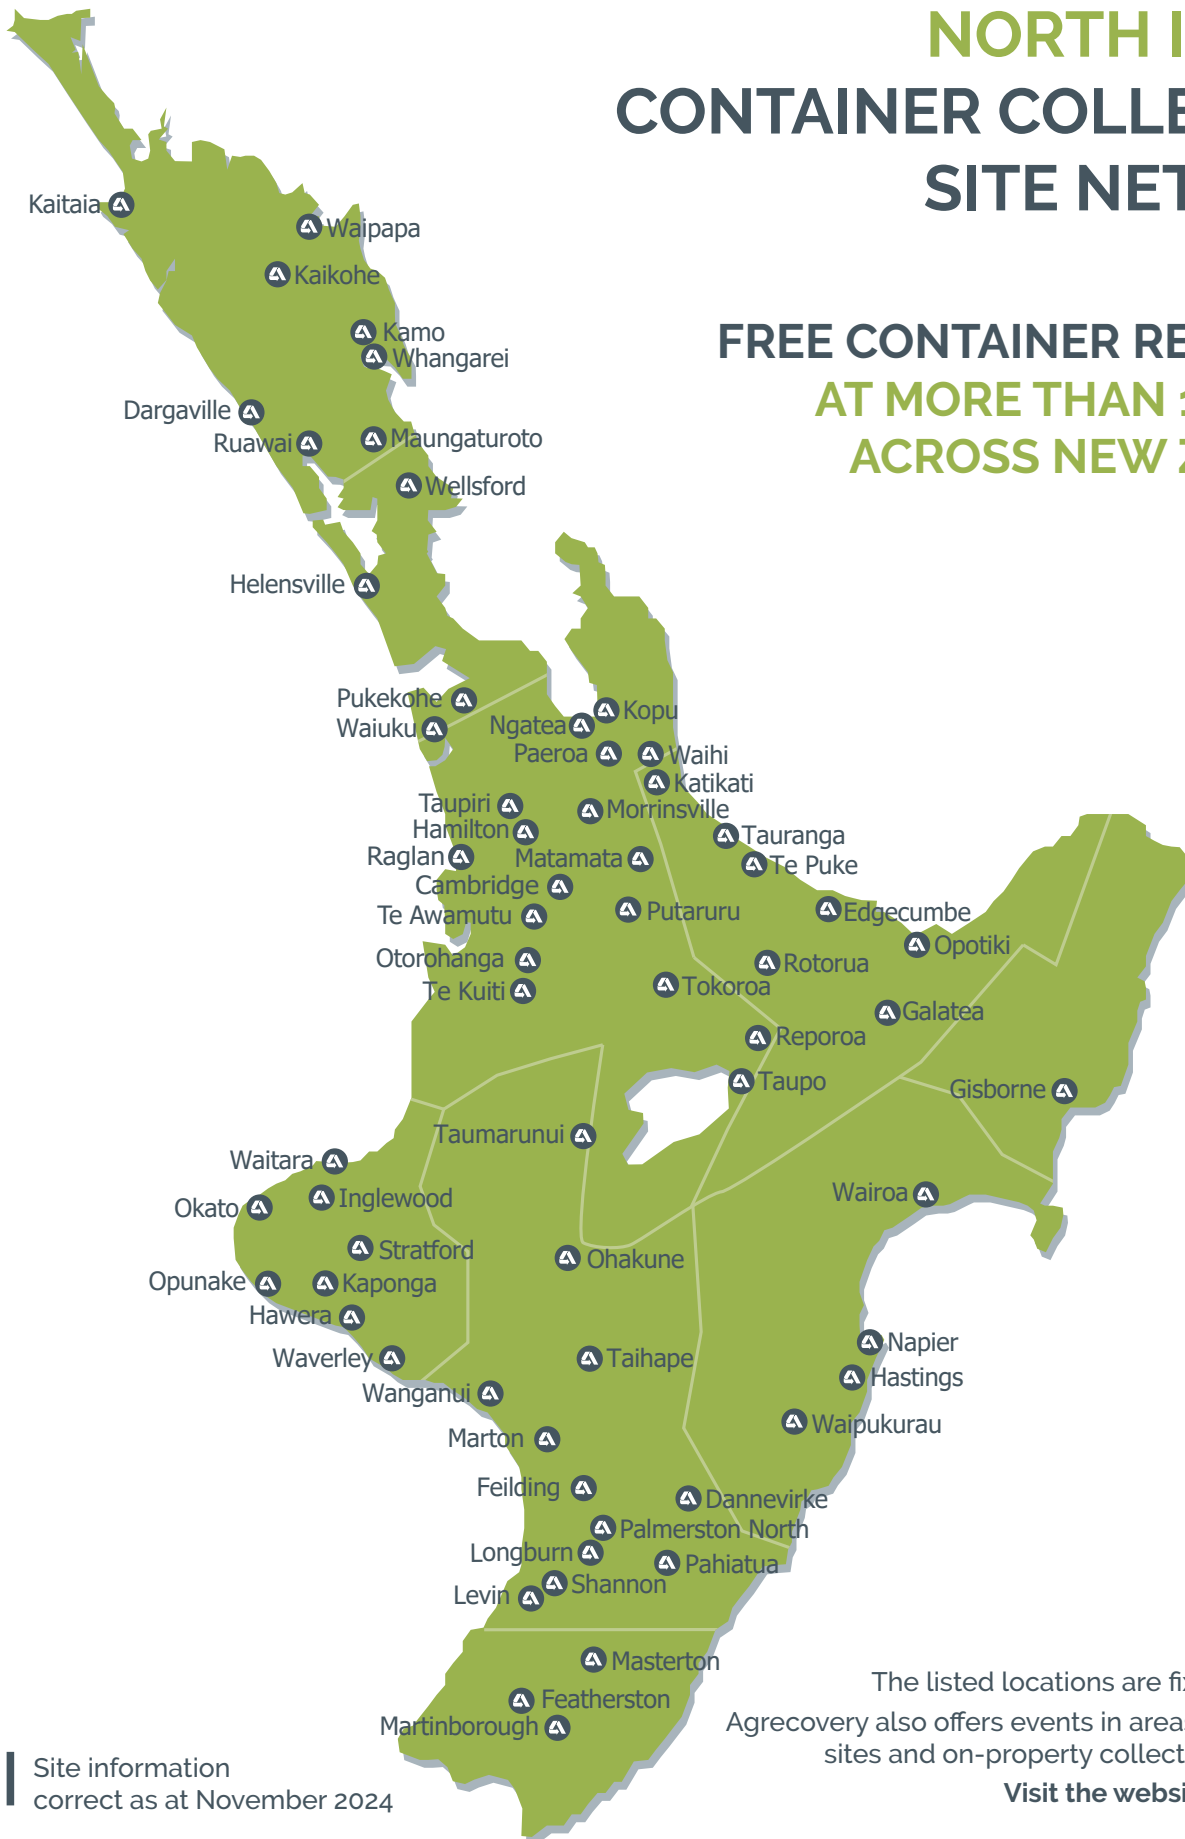 NORTH I
CONTAINER COLLE
SITE NET
FREE CONTAINER RE
AT MORE THAN 1
ACROSS NEW Z
Kaitaia
Waipapa
Kaikohe
Kamo
Whangarei
Dargaville
Ruawai
Maungaturoto
Wellsford
Helensville
Pukekohe
Waiuku
Ngatea
Kopu
Paeroa
Waihi
Katikati
Taupiri
Morrinsville
Hamilton
Tauranga
Raglan
Matamata
Te Puke
Cambridge
Te Awamutu
Putaruru
Edgecumbe
Opotiki
Otorohanga
Rotorua
Te Kuiti
Tokoroa
Galatea
Reporoa
Taupo
Gisborne
Taumarunui
Waitara
Inglewood
Okato
Wairoa
Stratford
Ohakune
Opunake
Kaponga
Hawera
Napier
Waverley
Taihape
Hastings
Wanganui
Waipukurau
Marton
Feilding
Dannevirke
Palmerston North
Longburn
Pahiatua
Shannon
Levin
Masterton
Featherston
Martinborough
The listed locations are fix
Agrecovery also offers events in areas
sites and on-property collect
Visit the websi
Site information
correct as at November 2024